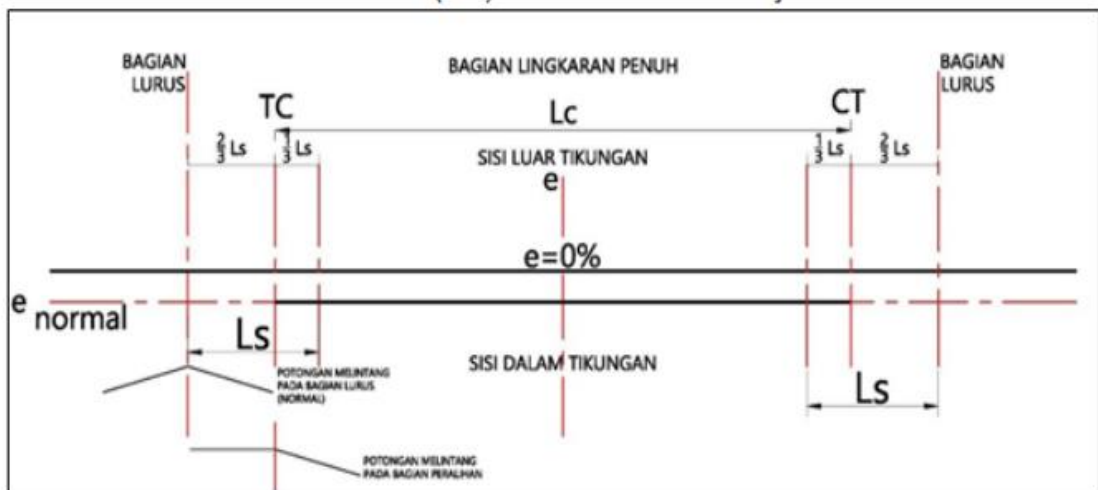 BAGIAN
LURUS
BAGIAN LINGKARAN PENUH
BAGIAN
LURUS
TC
Lc
CT
2/3 Ls
1/3 Ls
SISI LUAR TIKUNGAN
1/3 Ls
2/3 Ls
e
e=0%
e
normal
Ls
SISI DALAM TIKUNGAN
POTONGAN MELINTANG
PADA BAGIAN LURUS
(NORMAL)
Ls
POTONGAN MELINTANG
PADA BAGIAN PERALIHAN